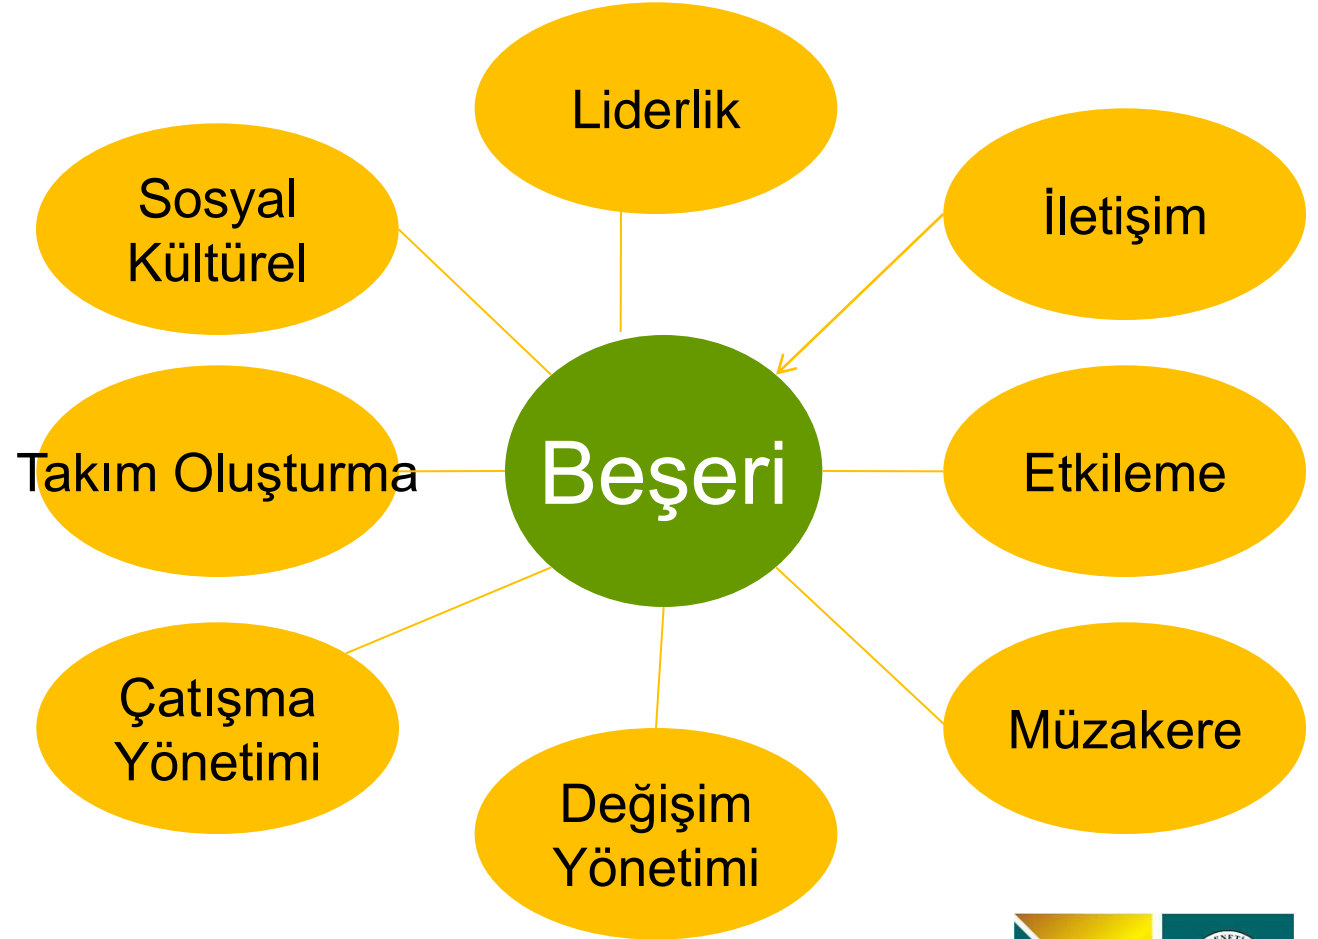 Liderlik
Sosyal
Kültürel
İletişim
Takım Oluşturma
Beşeri
Etkileme
Çatışma
Yönetimi
Müzakere
Değişim
Yönetimi